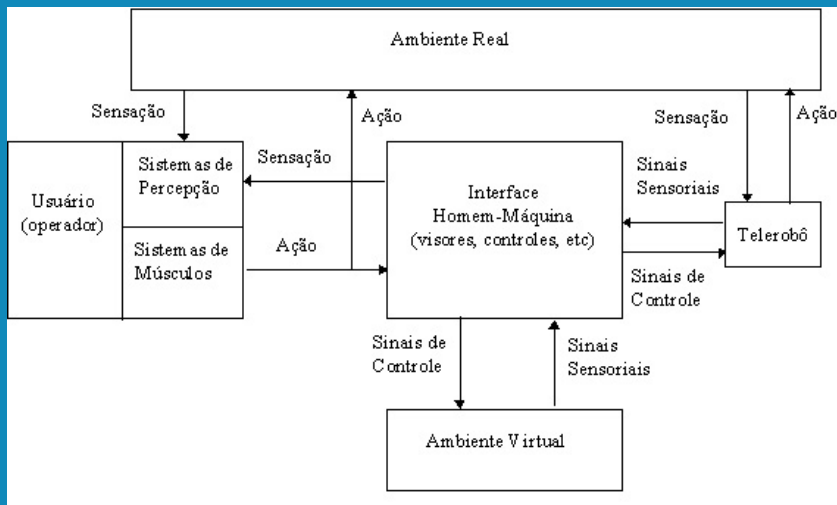 Ambiente Real
Sensação
Ação
Sensação
Ação
Usuário
(operador)
Sistemas de
Percepção
Sistemas de
Músculos
Sensação
Ação
Interface
Homem-Máquina
(visores, controles, etc)
Sinais
Sensoriais
Telerobô
Sinais de
Controle
Sinais de
Controle
Sinais
Sensoriais
Ambiente Virtual